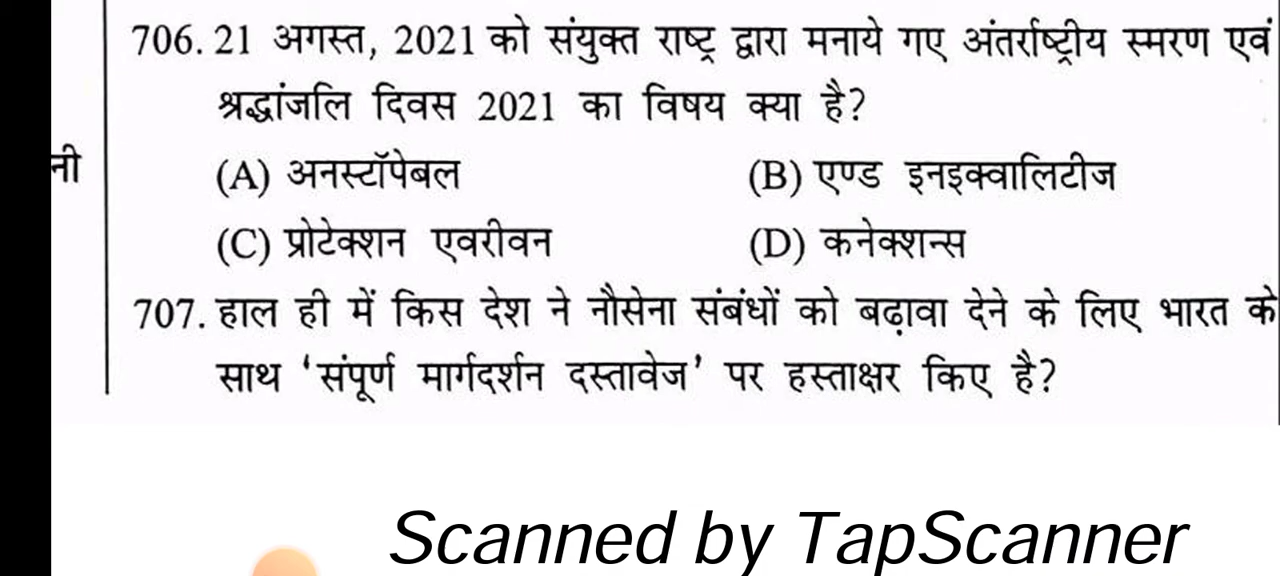 706. 21 अगस्त, 2021 को संयुक्त राष्ट्र द्वारा मनाये गए अंतर्राष्ट्रीय स्मरण एवं
श्रद्धांजलि दिवस 2021 का विषय क्या है?
नी
(A) अनस्टॉपेबल (B) एण्ड इनइक्वालिटीज
(C) प्रोटेक्शन एवरीवन (D) कनेक्शन्स
707. हाल ही में किस देश ने नौसेना संबंधों को बढ़ावा देने के लिए भारत के
साथ ‘संपूर्ण मार्गदर्शन दस्तावेज’ पर हस्ताक्षर किए है?
Scanned by TapScanner